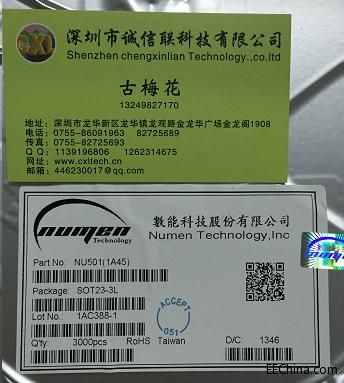 CXL
深圳市诚信联科技有限公司
Shenzhen chengxinlian Technology.,co.ltd
古梅花
13249827170
地址：深圳市龙华新区龙华镇龙观路金龙华广场金龙阁1908
电话：0755-86091963 82725689
传真：0755-82725693
Q Q：1139196806 1262314675
网址：www.cxltech.cn
邮箱：446230017@qq.com
numen
Technology
數能科技股份有限公司
Numen Technology,Inc
Part No: NU501(1A45)
Package: SOT23-3L
Lot No.: 1AC388-1
Q'ty: 3000pcs RoHS Taiwan D/C: 1346
ACCEPT
051
EEChina.com